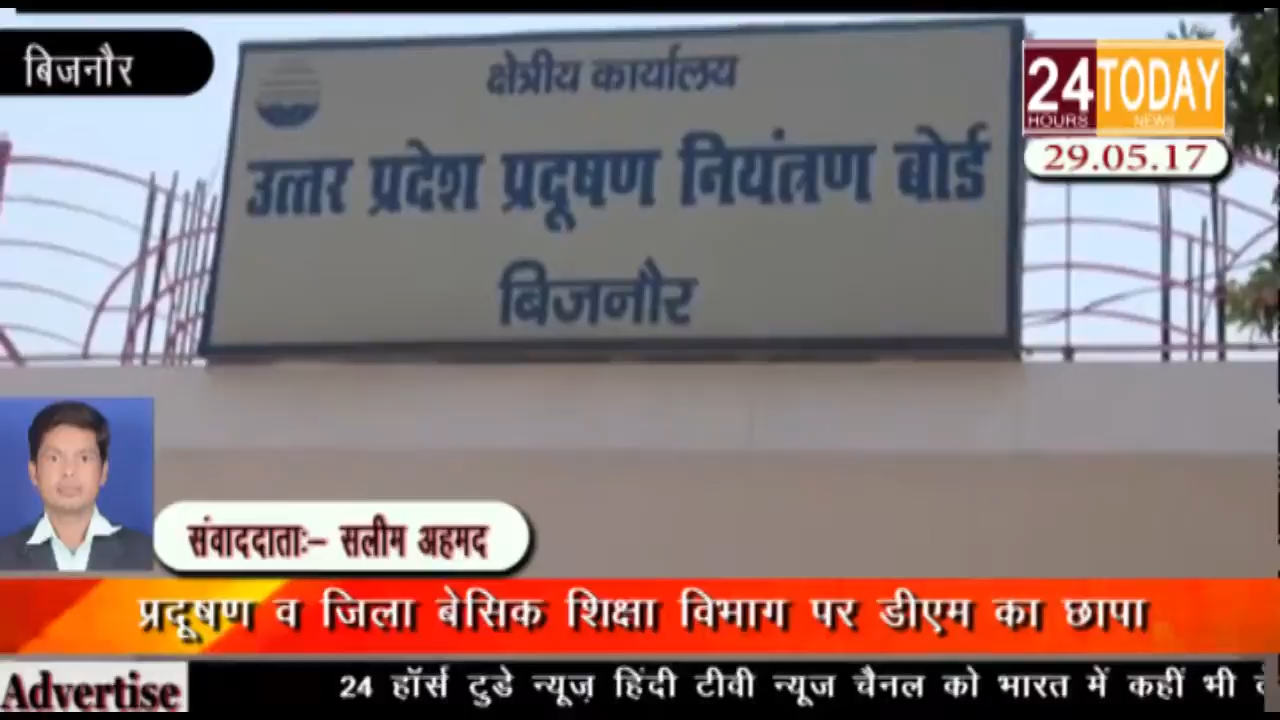 बिजनौर
24 TODAY
HOURS NEWS
29.05.17
क्षेत्रीय कार्यालय
उत्तर प्रदेश प्रदूषण नियंत्रण बोर्ड
बिजनौर
संवाददाताः– सलीम अहमद
प्रदूषण व जिला बेसिक शिक्षा विभाग पर डीएम का छापा
Advertise
24 हॉर्स टुडे न्यूज़ हिंदी टीवी न्यूज चैनल को भारत में कहीं भी